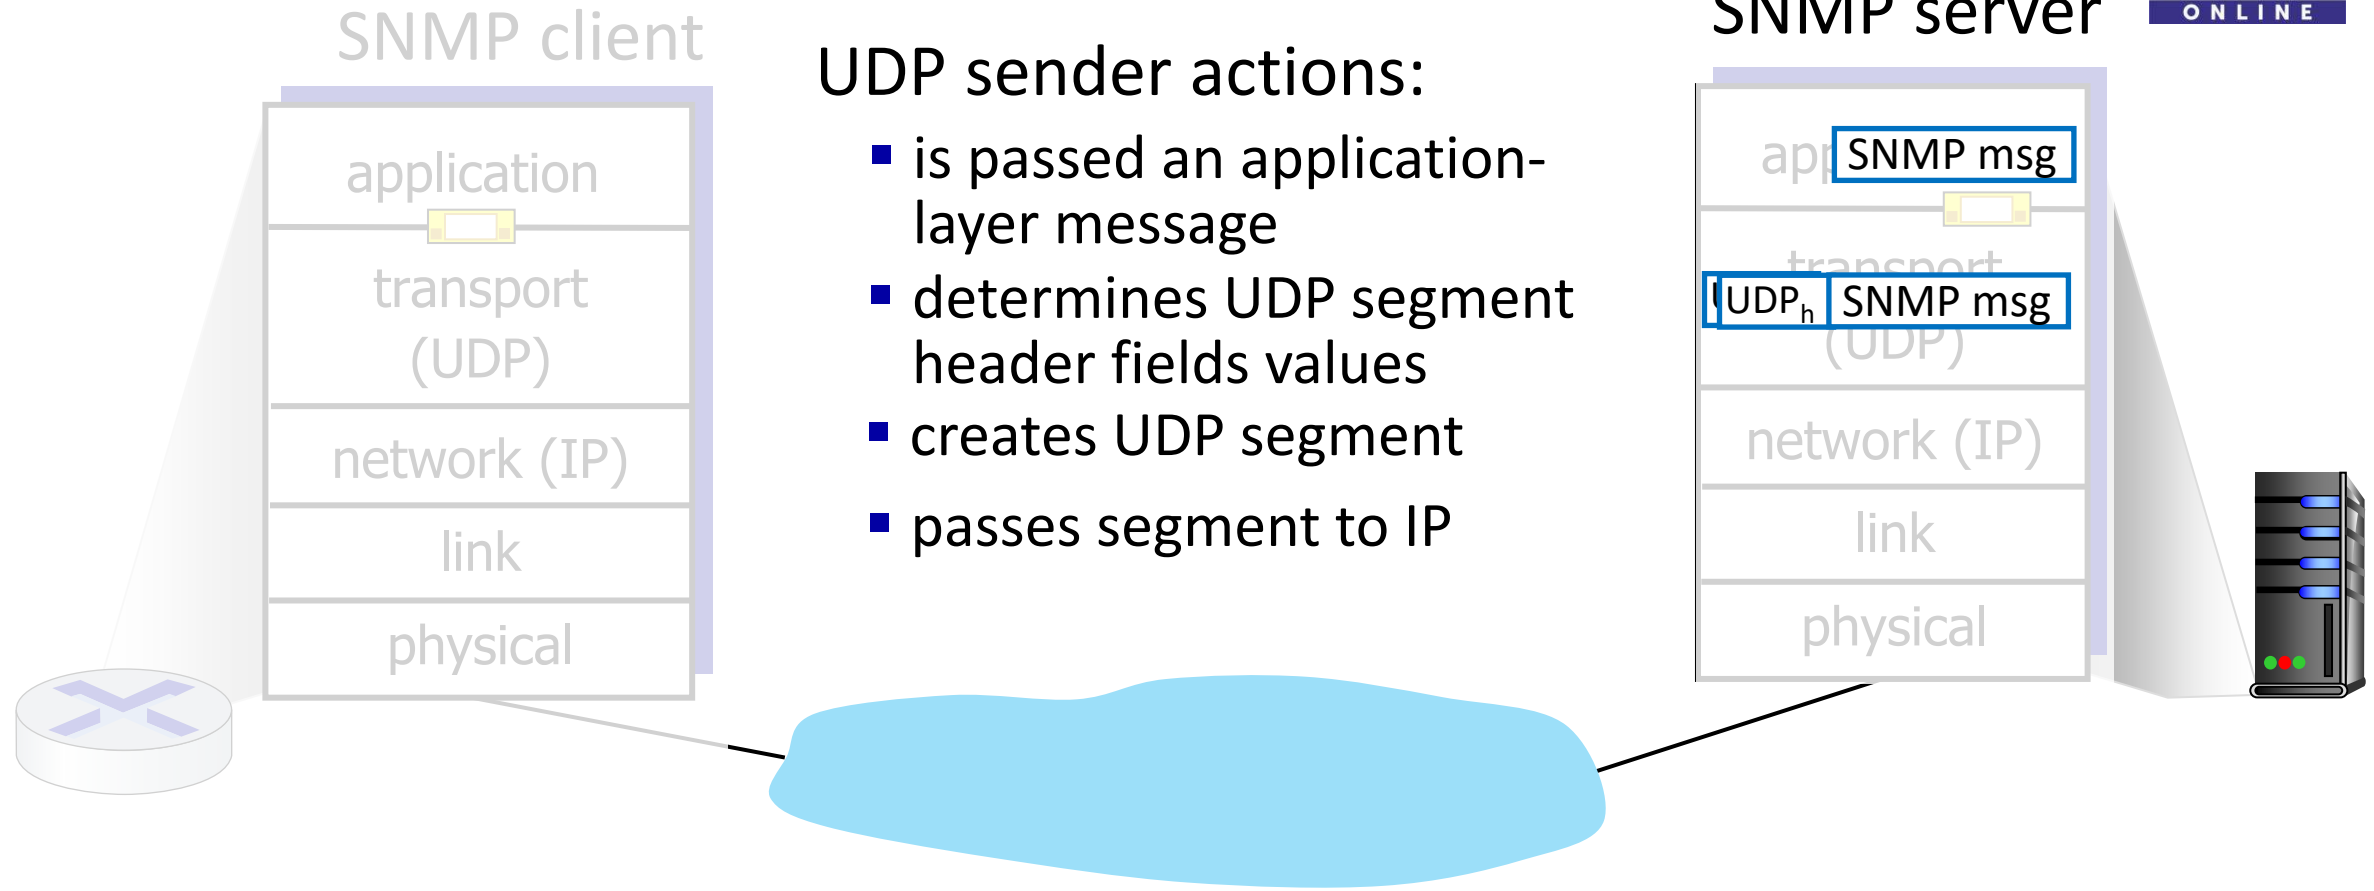 SNMP client
SNMP server
ONLINE
UDP sender actions:
is passed an application-
layer message
determines UDP segment
header fields values
creates UDP segment
passes segment to IP
application
transport
(UDP)
network (IP)
link
physical
SNMP msg
transport
UDPh SNMP msg
(UDP)
network (IP)
link
physical